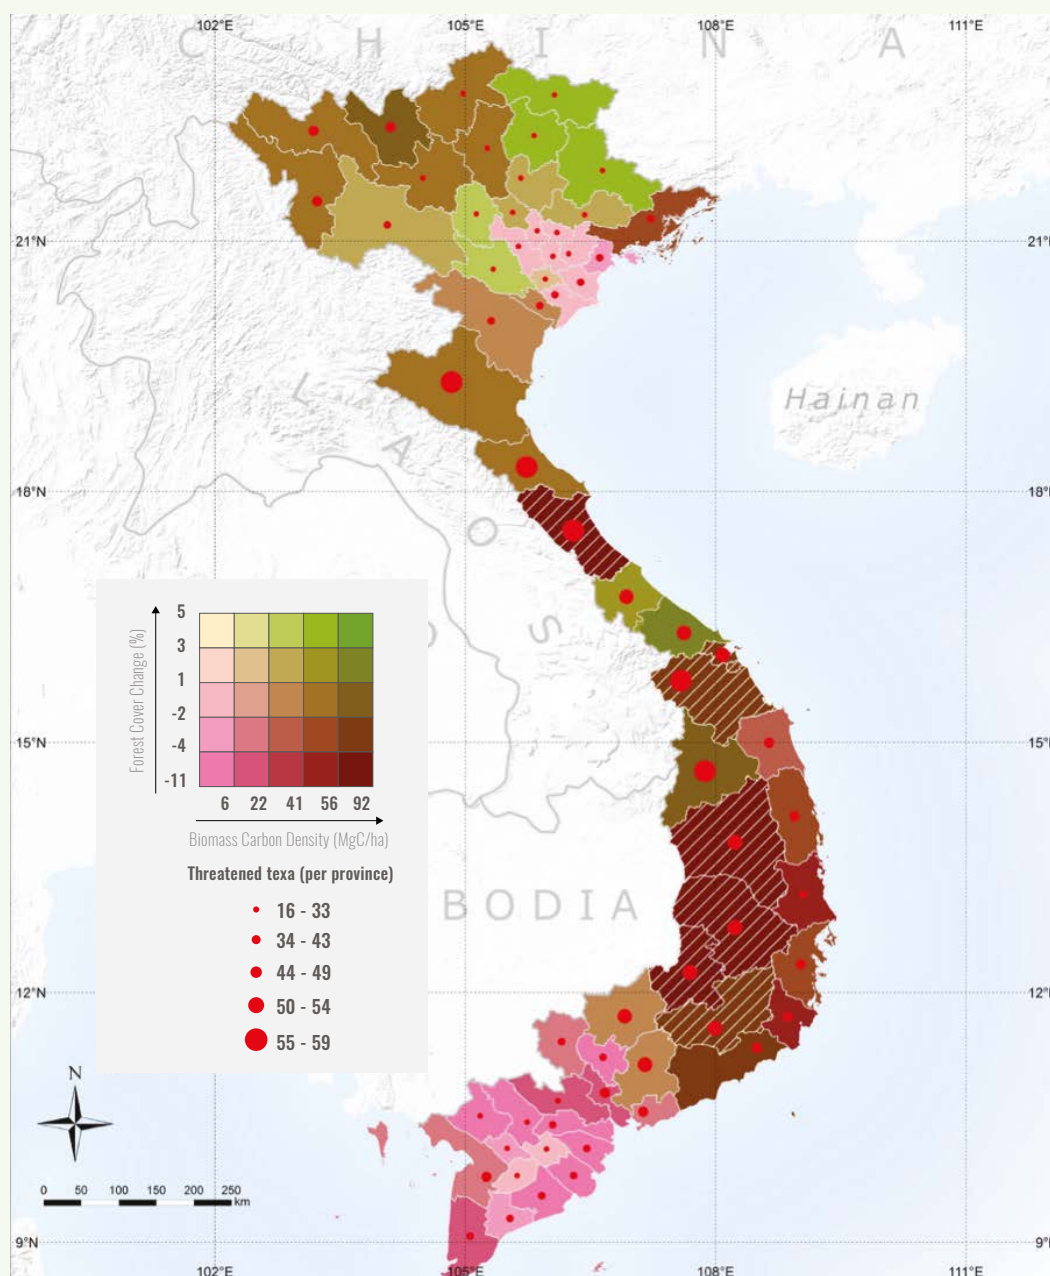 102°E 105°E 108°E 111°E
C H I N A
21°N 21°N
Hainan
L A O S
18°N 18°N
5
3
1
-2
-4
-11
Forest Cover Change (%)
6 22 41 56 92
Biomass Carbon Density (MgC/ha)
15°N 15°N
Threatened texa (per province)
16 - 33
34 - 43
44 - 49
50 - 54
55 - 59
BODIA
12°N 12°N
N
0 50 100 150 200 250
km
9°N 9°
102°E 105°E 108°E 111°E